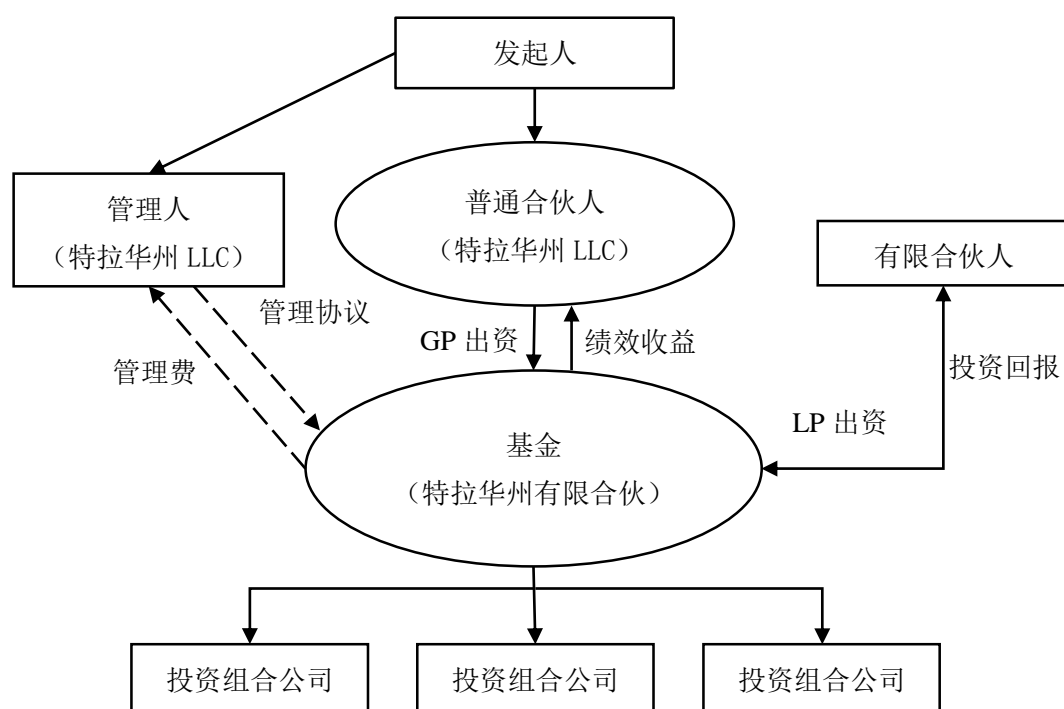 发起人
管理人
（特拉华州 LLC）
普通合伙人
（特拉华州 LLC）
有限合伙人
管理协议
管理费
GP 出资
绩效收益
投资回报
LP 出资
基金
（特拉华州有限合伙）
投资组合公司
投资组合公司
投资组合公司